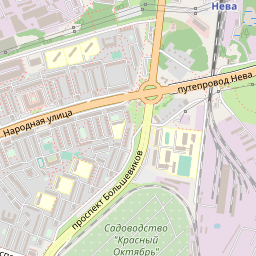 Нева
путепровод Нева
Народная улица
проспект Большевиков
Садоводство
"Красный
Октябрь"